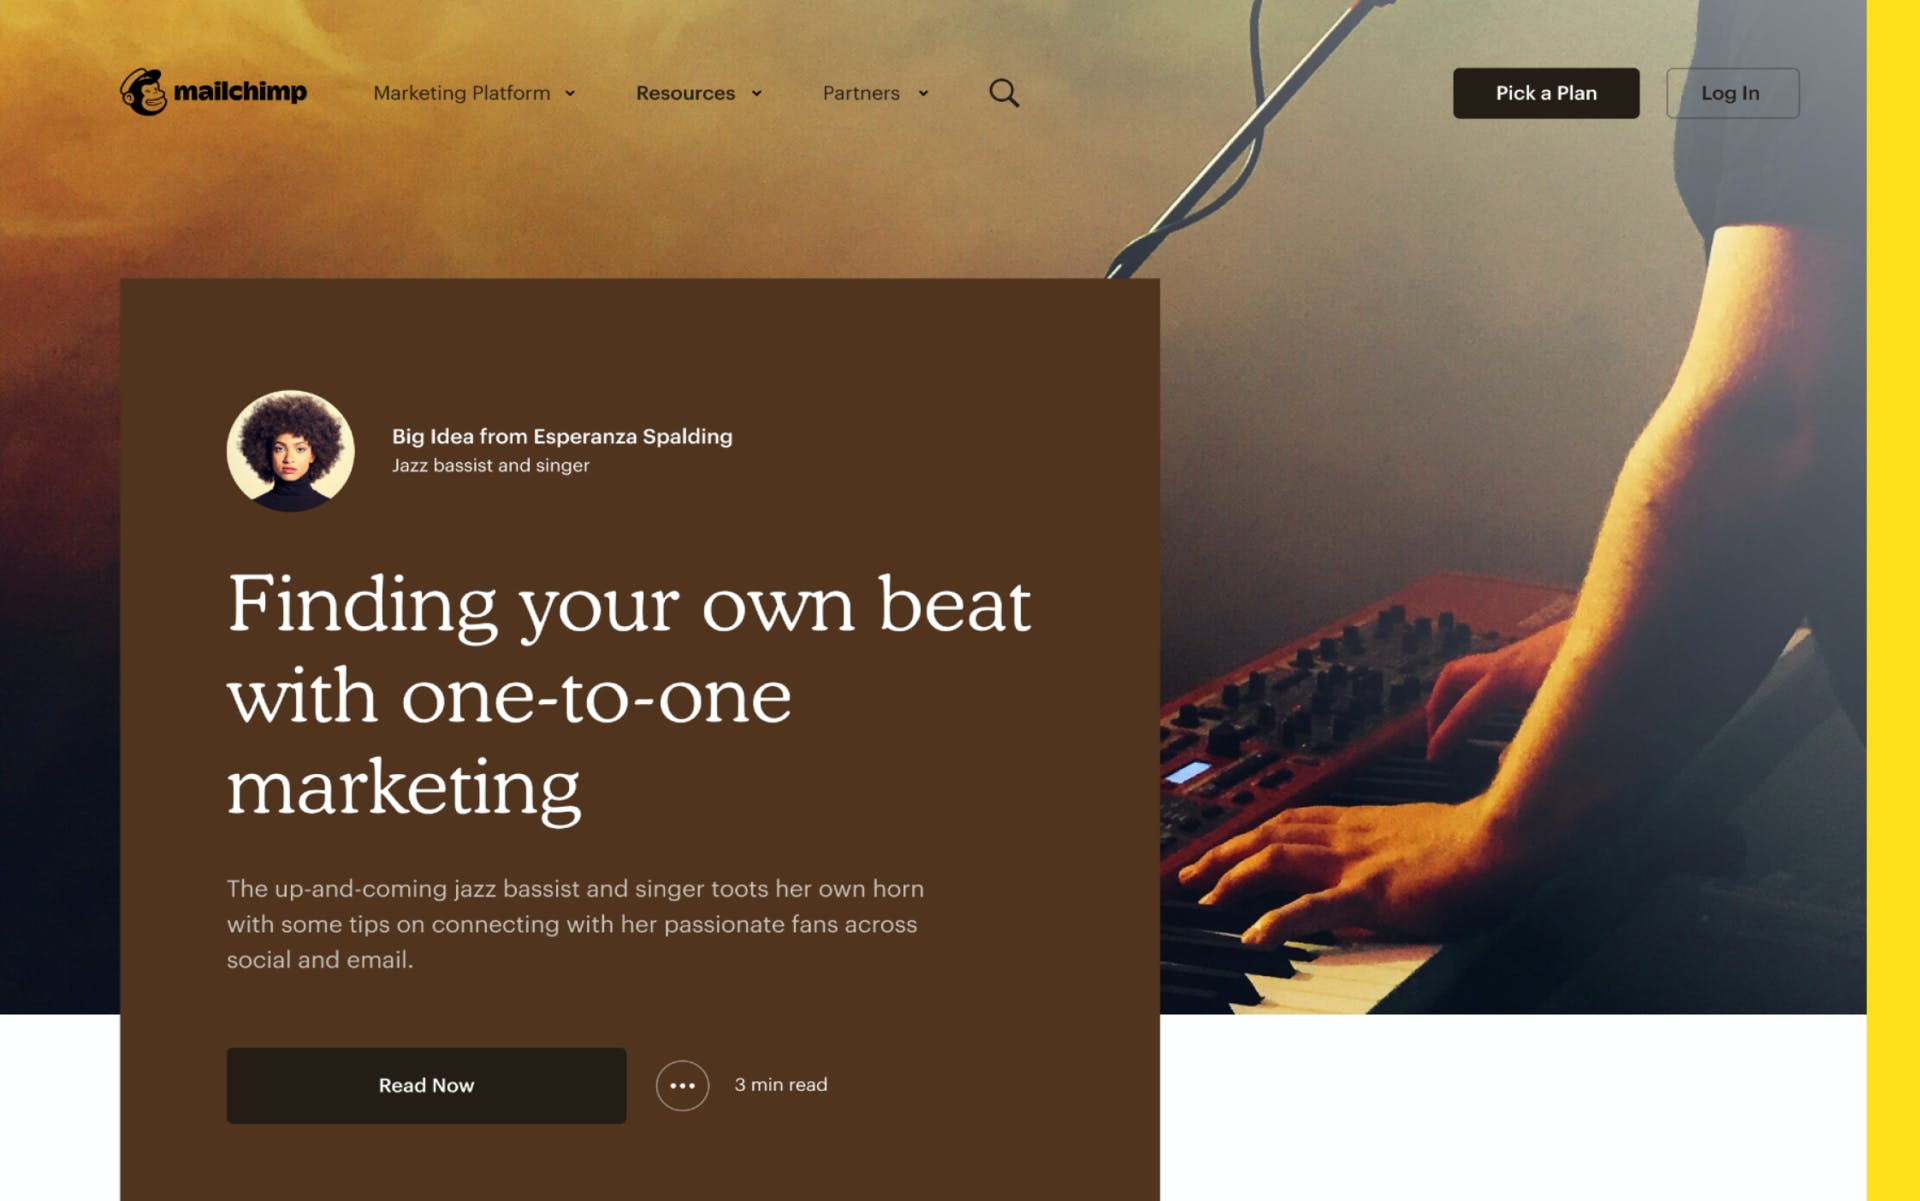 mailchimp
Marketing Platform
Resources
Partners
Pick a Plan
Log In
Big Idea from Esperanza Spalding
Jazz bassist and singer
Finding your own beat
with one-to-one
marketing
The up-and-coming jazz bassist and singer toots her own horn
with some tips on connecting with her passionate fans across
social and email.
Read Now
3 min read